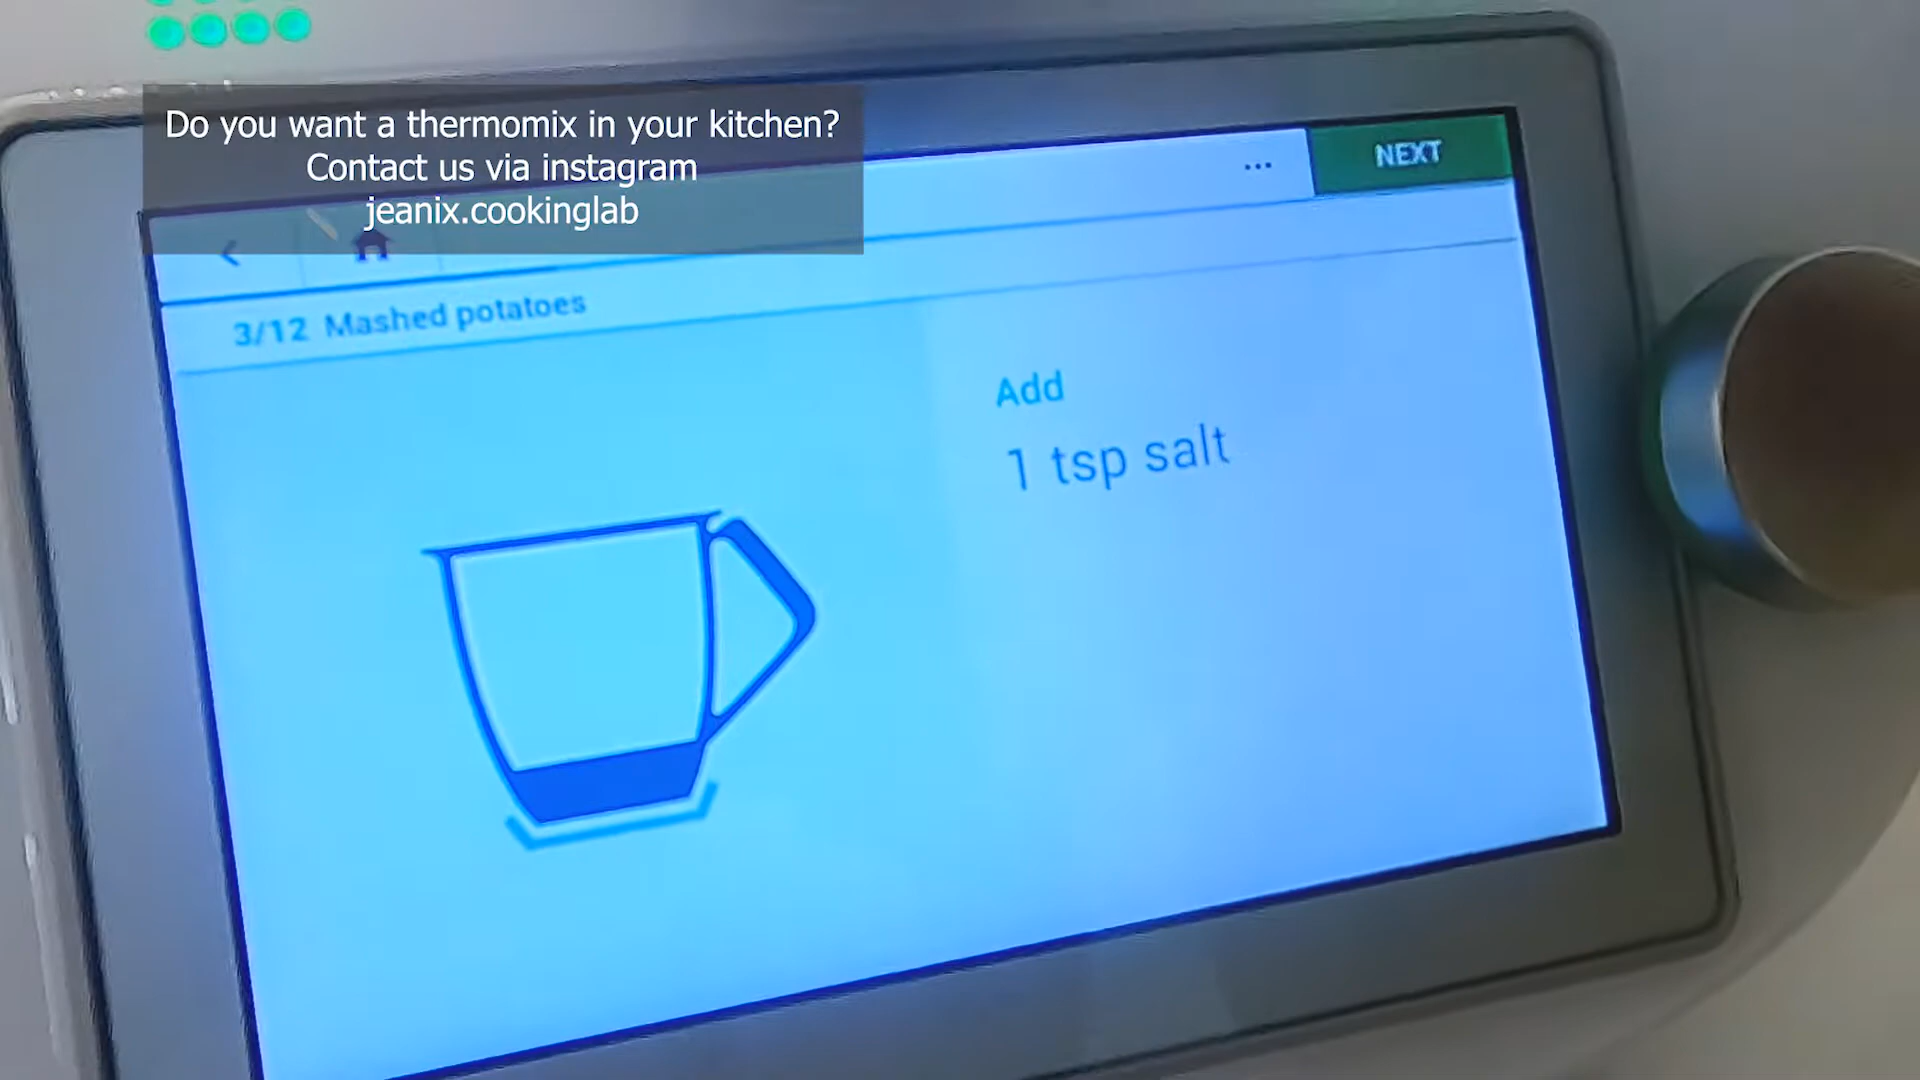 Do you want a thermomix in your kitchen?
Contact us via instagram
jeanix.cookinglab
... NEXT
3/12 Mashed potatoes
Add
1 tsp salt